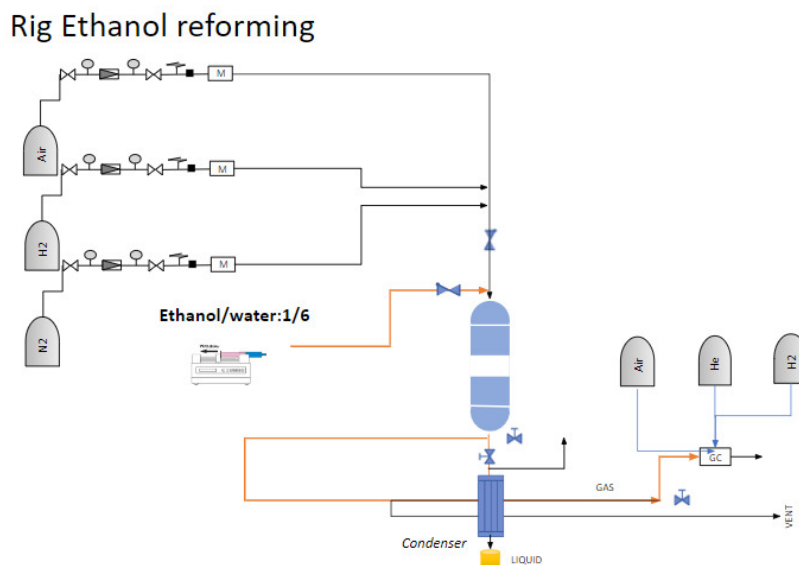 Rig Ethanol reforming
M
Air
M
H2
M
Ethanol/water:1/6
N2
Air
He
H2
GC
GAS
VENT
Condenser
LIQUID